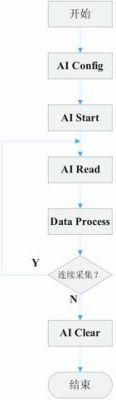 开始
AI Config
AI Start
AI Read
Data Process
连续采集？
Y
N
AI Clear
结束